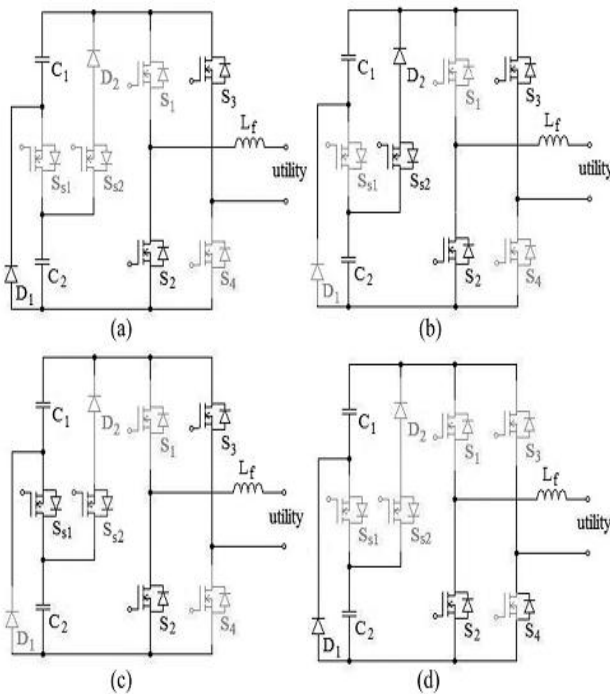 C1
D2
S1
S3
Lf
utility
Ss1
Ss2
C2
D1
S2
S4
(a)
C1
D2
S1
S3
Lf
utility
Ss1
Ss2
C2
D1
S2
S4
(b)
C1
D2
S1
S3
Lf
utility
Ss1
Ss2
C2
D1
S2
S4
(c)
C1
D2
S1
S3
Lf
utility
Ss1
Ss2
C2
D1
S2
S4
(d)